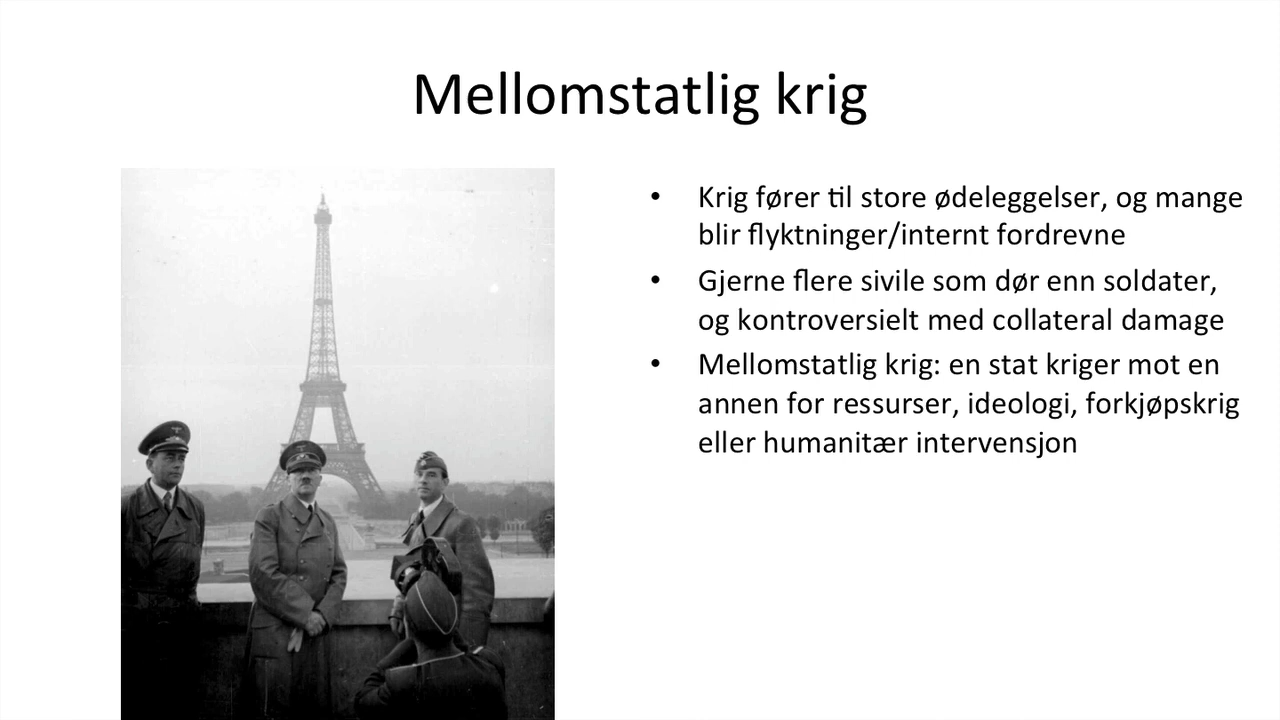 Mellomstatlig krig
• Krig fører til store ødeleggelser, og mange
blir flyktninger/internt fordrevne
• Gjerne flere sivile som dør enn soldater,
og kontroversielt med collateral damage
• Mellomstatlig krig: en stat kriger mot en
annen for ressurser, ideologi, forkjøpskrig
eller humanitær intervensjon